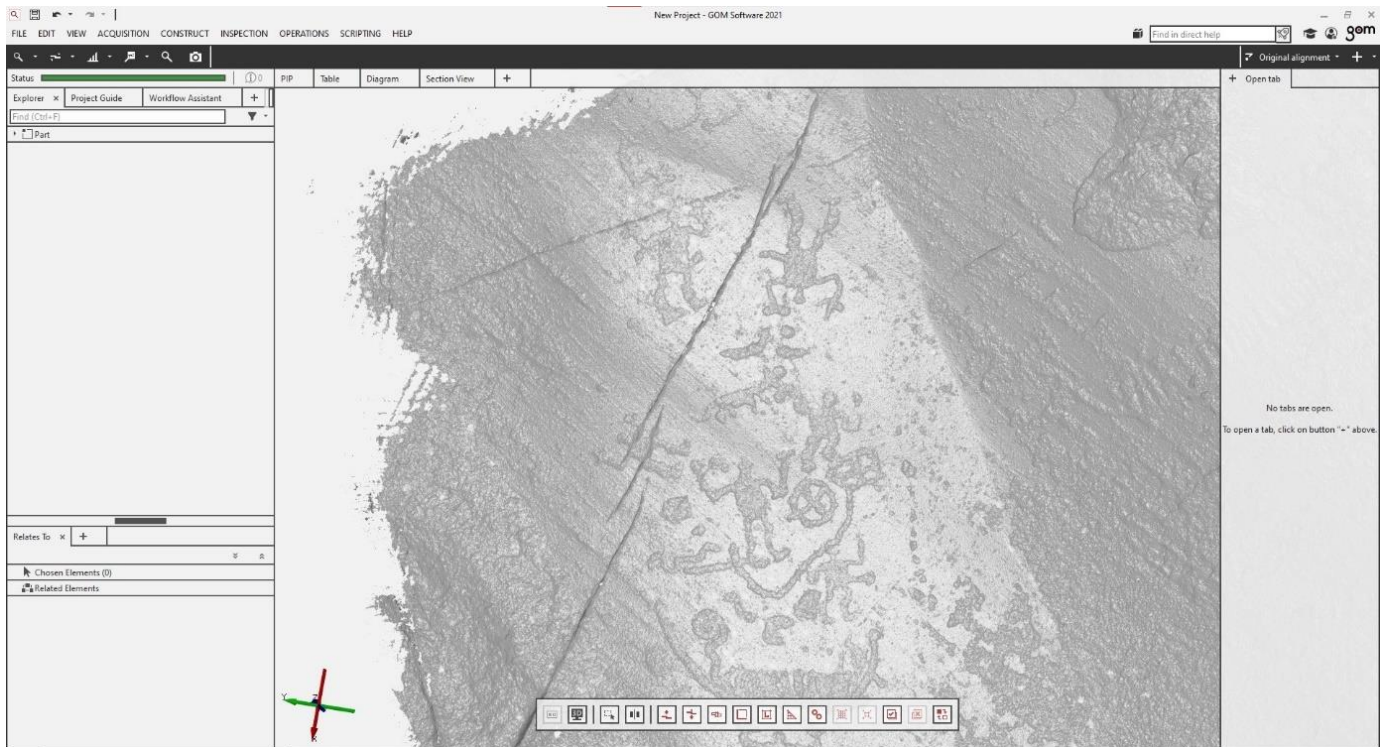 New Project - GOM Software 2021
FILE EDIT VIEW ACQUISITION CONSTRUCT INSPECTION OPERATIONS SCRIPTING HELP
Find in direct help
gom
Original alignment
Status
0
PIP Table Diagram Section View +
+ Open tab
Explorer × Project Guide Workflow Assistant +
Find (Ctrl+F)
Part
No tabs are open.
To open a tab, click on button "+" above.
Relates To × +
Chosen Elements (0)
Related Elements
Y
Z
X